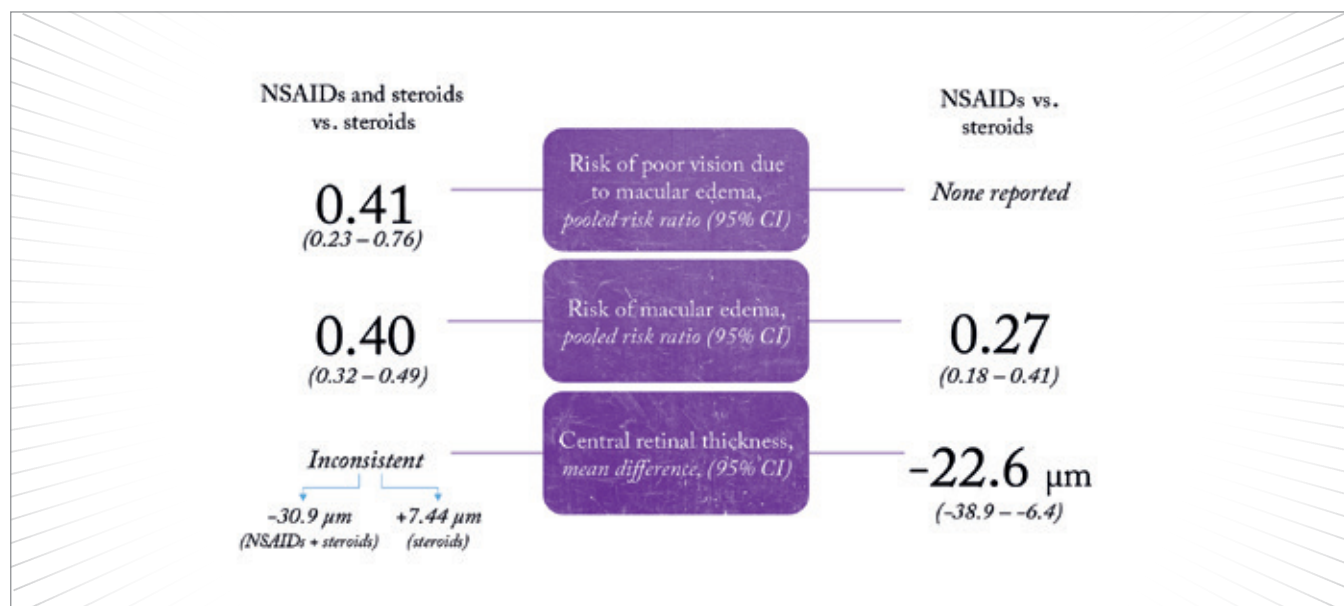 NSAIDs and steroids
vs. steroids
NSAIDs vs.
steroids
0.41
(0.23 – 0.76)
Risk of poor vision due
to macular edema,
pooled risk ratio (95% CI)
None reported
0.40
(0.32 – 0.49)
Risk of macular edema,
pooled risk ratio (95% CI)
0.27
(0.18 – 0.41)
Inconsistent
-30.9 µm
(NSAIDs + steroids)
+7.44 µm
(steroids)
Central retinal thickness,
mean difference, (95% CI)
-22.6 µm
(-38.9 – -6.4)